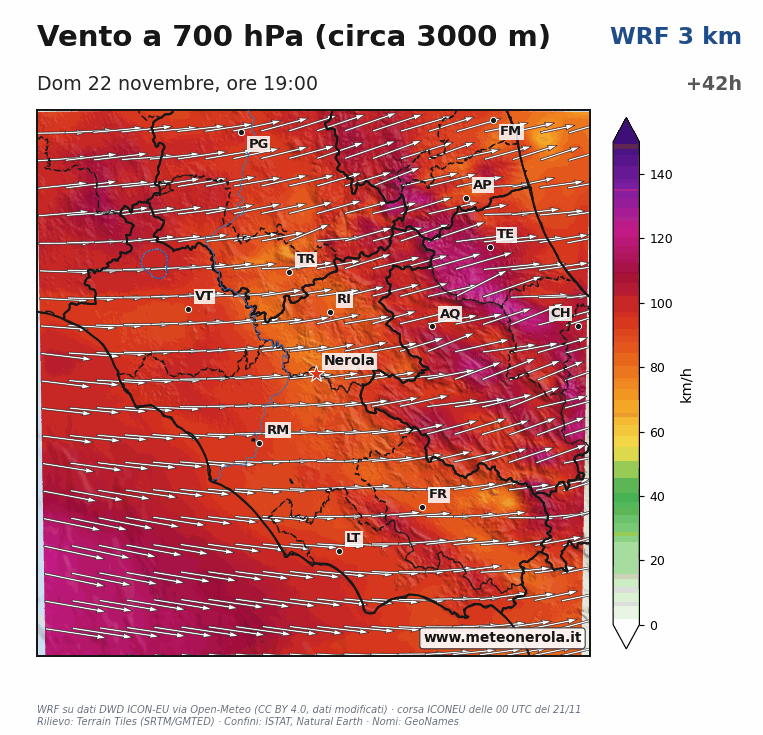 Vento a 700 hPa (circa 3000 m)
WRF 3 km
Dom 22 novembre, ore 19:00
+42h
FM
PG
AP
TE
TR
VT
RI
AQ
CH
Nerola
RM
FR
LT
www.meteonerola.it
140
120
100
80
60
40
20
0
km/h
WRF su dati DWD ICON-EU via Open-Meteo (CC BY 4.0, dati modificati) · corsa ICONEU delle 00 UTC del 21/11
Rilievo: Terrain Tiles (SRTM/GMTED) · Confini: ISTAT, Natural Earth · Nomi: GeoNames